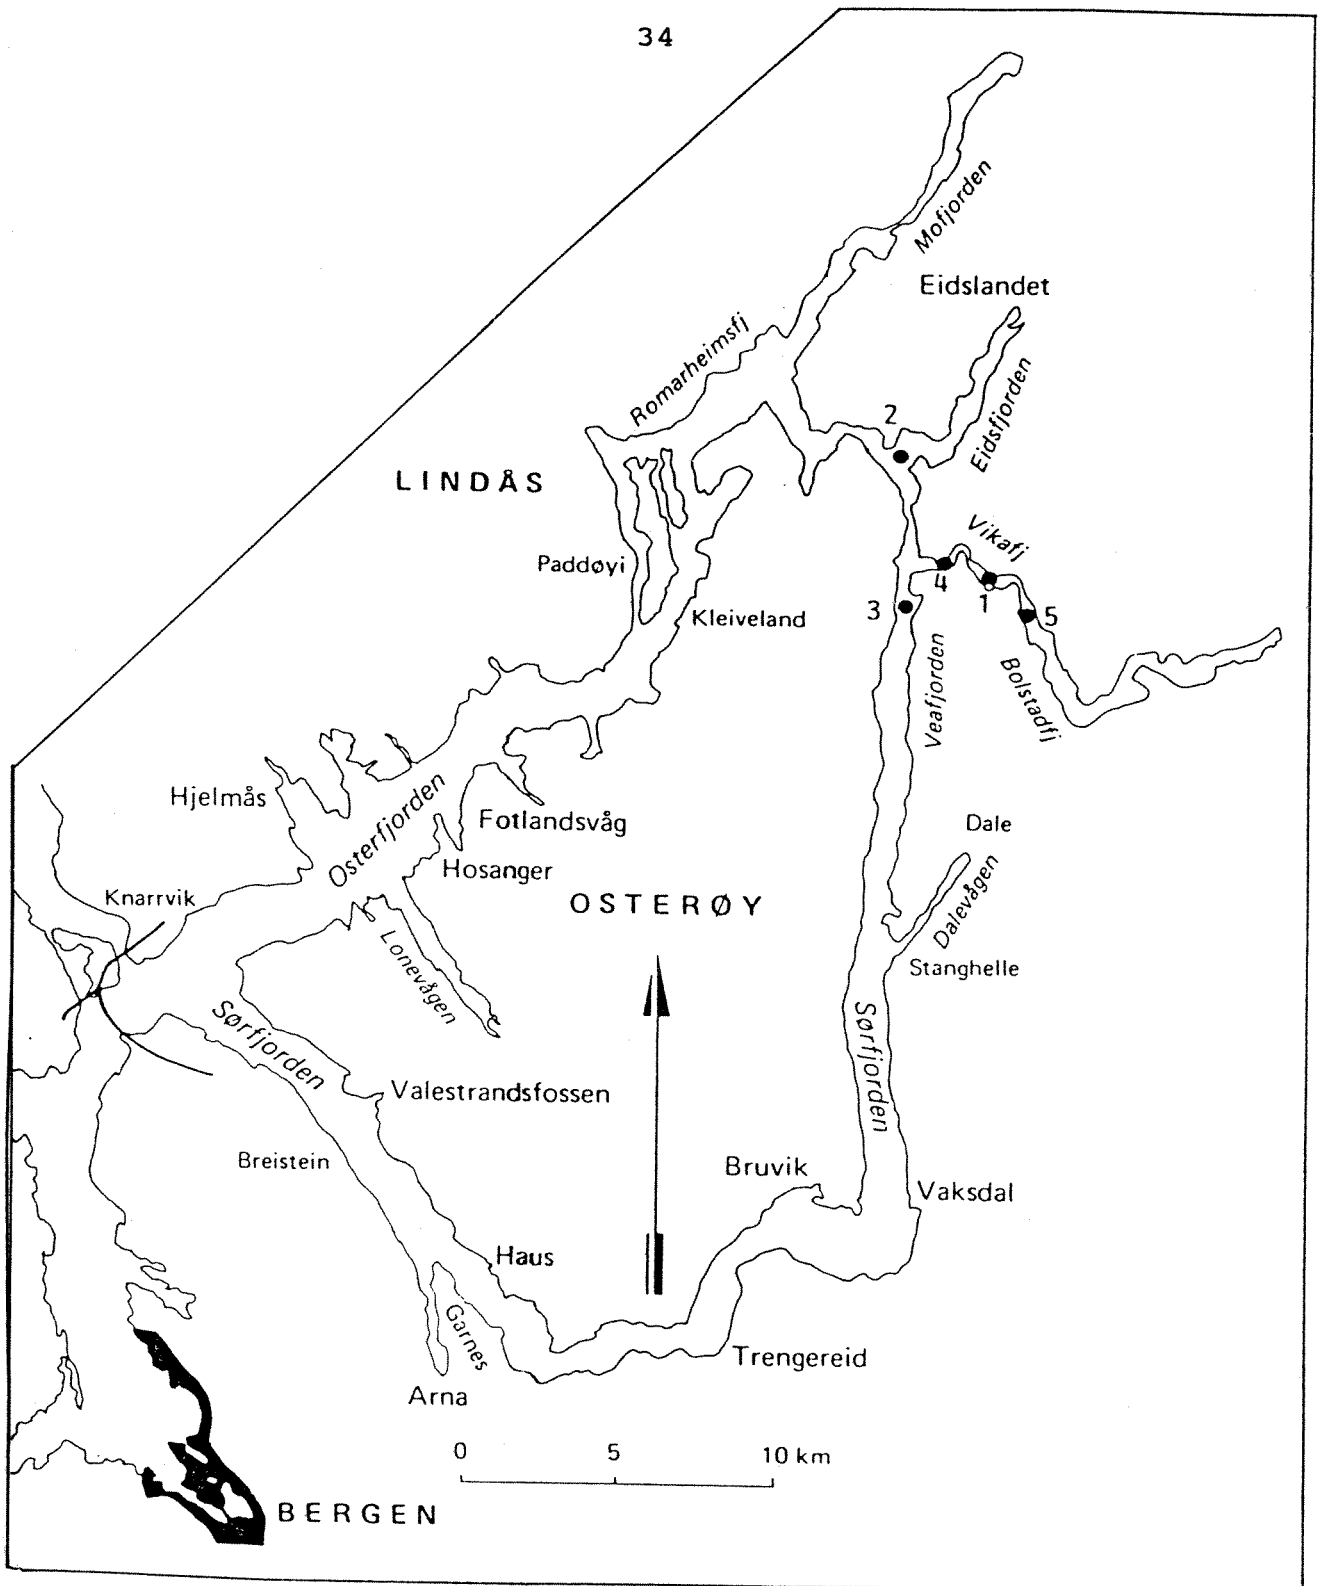 34
Mofjorden
Eidslandet
Romarheimsfj
Eidsfjorden
2
LINDÅS
Vikafj
Paddøyi
4
1
3
5
Kleiveland
Veafjorden
Bolstadfj
Hjelmås
Osterfjorden
Fotlandsvåg
Dale
Hosanger
Knarrvik
OSTERØY
Dalevågen
Lonevågen
Stanghelle
Sørfjorden
Sørfjorden
Valestrandsfossen
Breistein
Bruvik
Vaksdal
Haus
Garnes
Trengereid
Arna
0 5 10 km
BERGEN